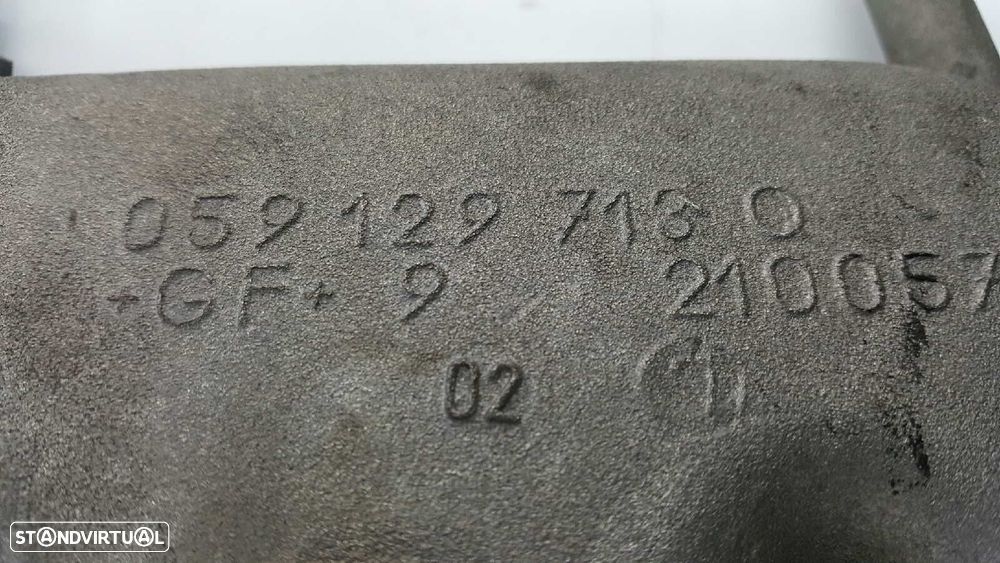 059 129 713 D
+GF+ 9 210057
02
STANDVIRTUAL